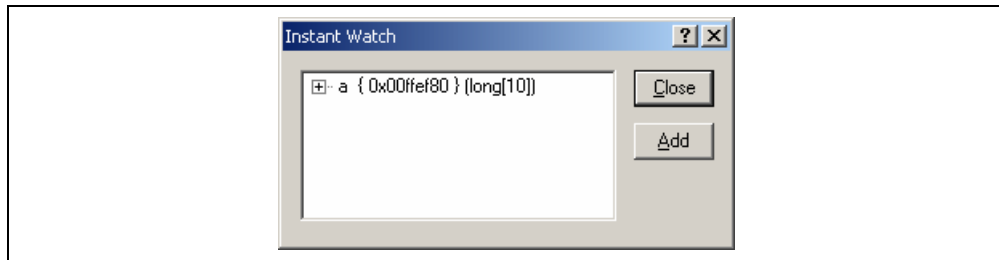 Instant Watch
a { 0x00ffef80 } (long[10])
Close
Add